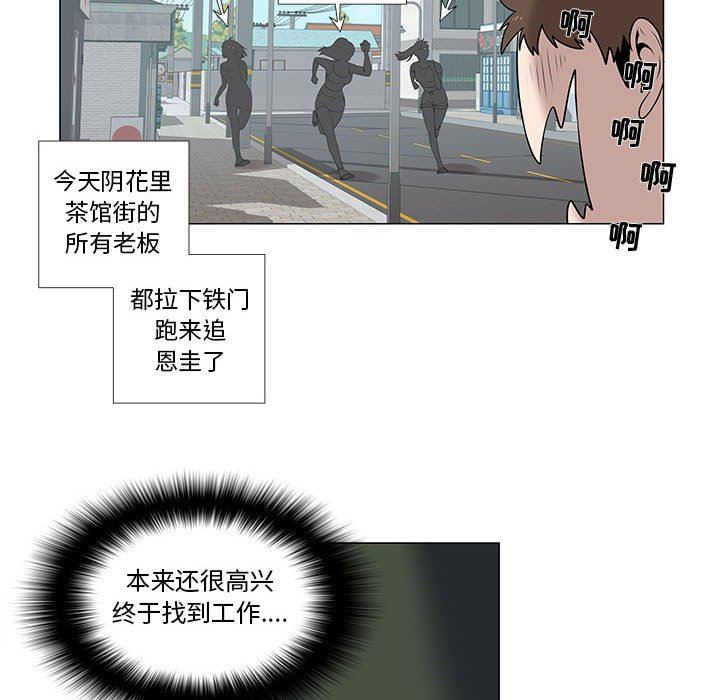 啊
啊
啊
啊
啊
今天阴花里
茶馆街的
所有老板
都拉下铁门
跑来追
恩圭了
本来还很高兴
终于找到工作....